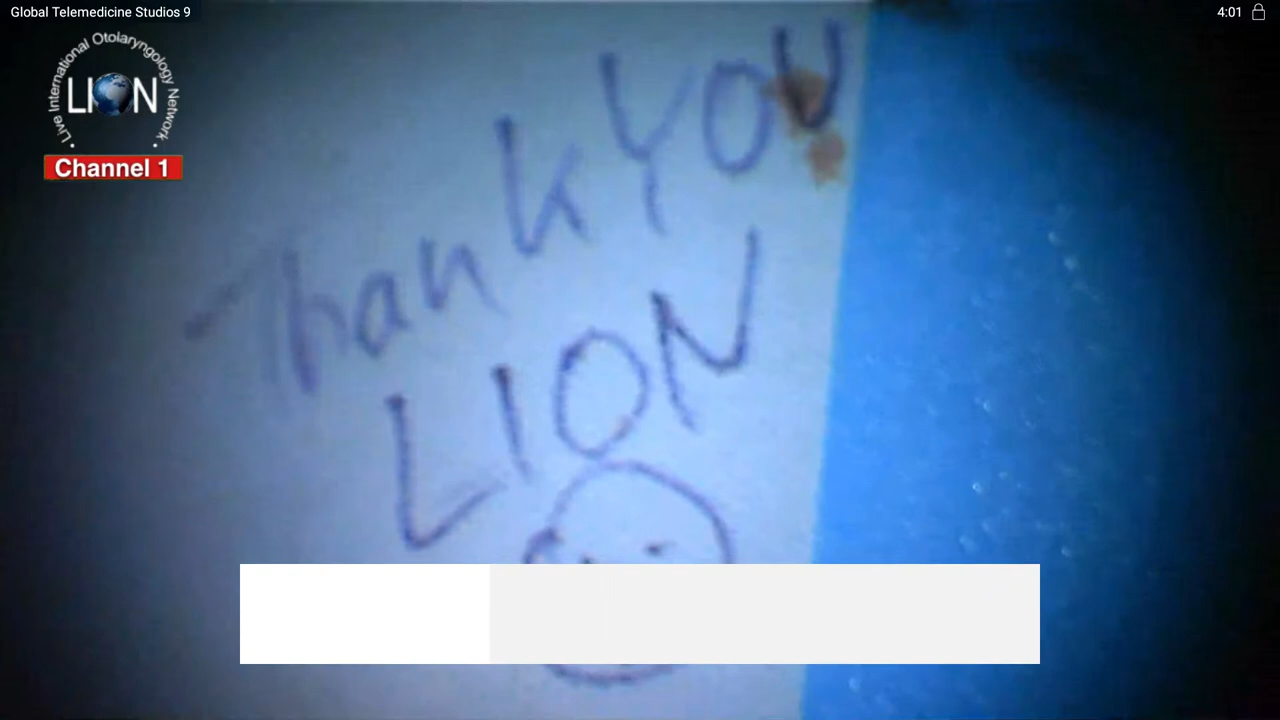 Global Telemedicine Studios 9
4:01
Live International Otolaryngology Network
LION
Channel 1
Thank YOU
LION